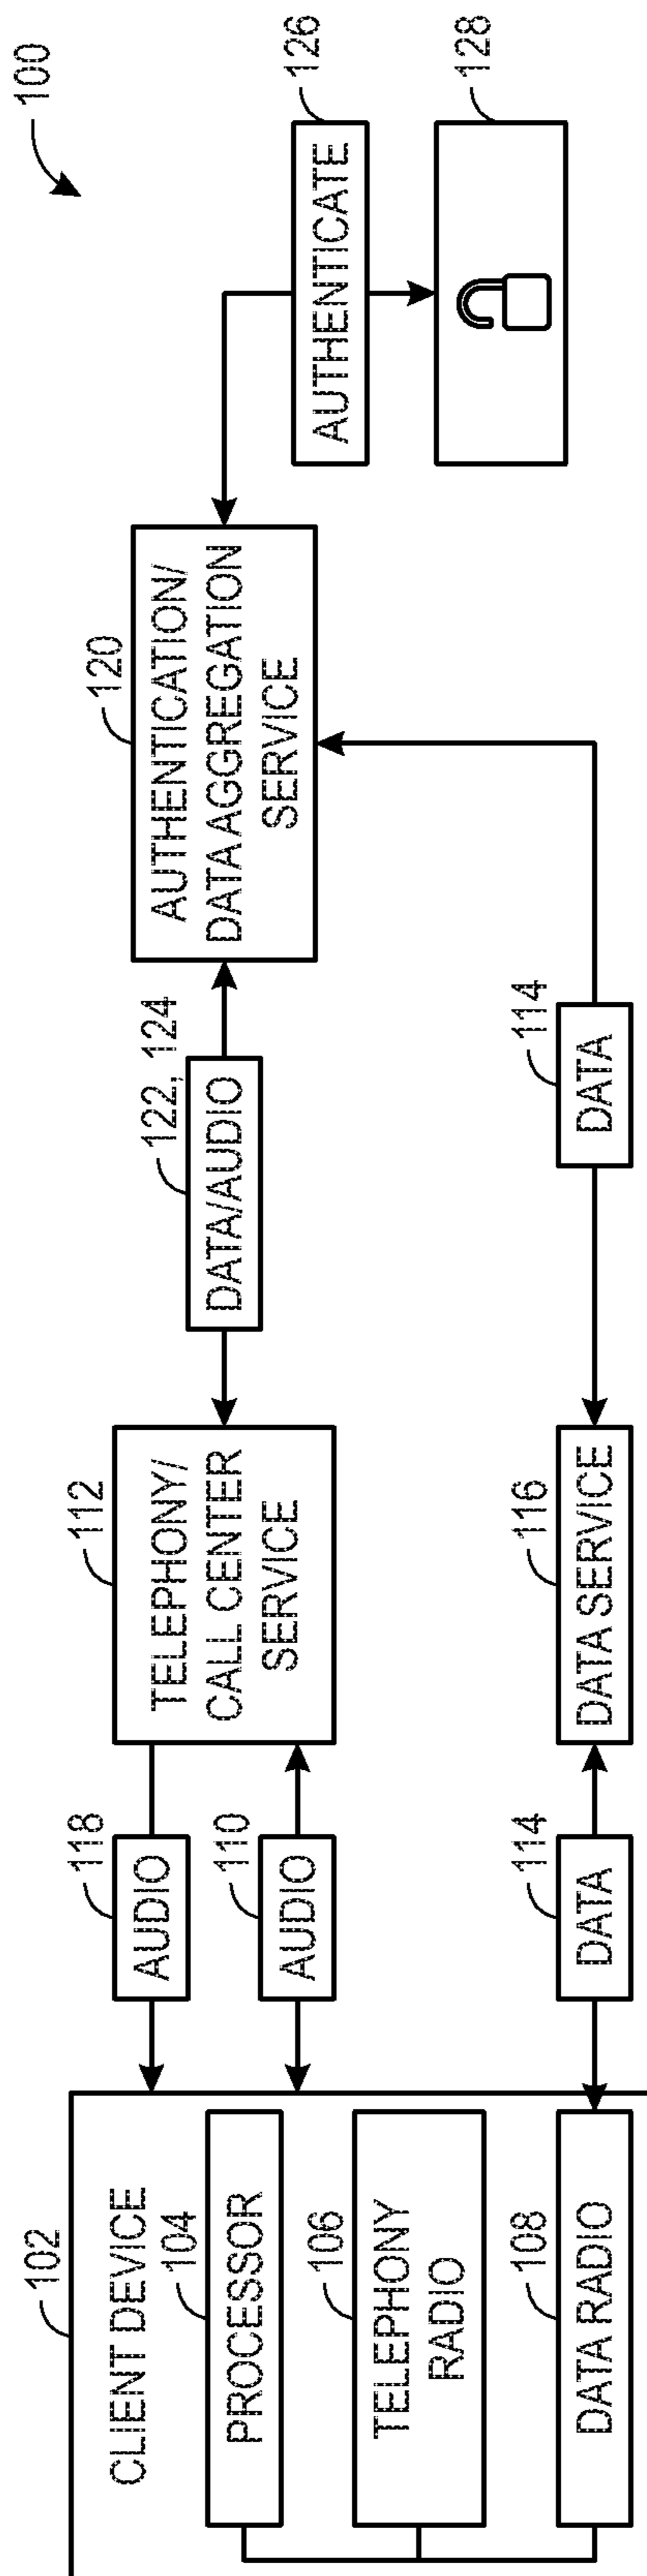 100
102
CLIENT DEVICE
104
PROCESSOR
106
TELEPHONY
RADIO
108
DATA RADIO
118
AUDIO
110
AUDIO
114
DATA
112
TELEPHONY/
CALL CENTER
SERVICE
116
DATA SERVICE
122, 124
DATA/AUDIO
114
DATA
120
AUTHENTICATION/
DATA AGGREGATION
SERVICE
126
AUTHENTICATE
128